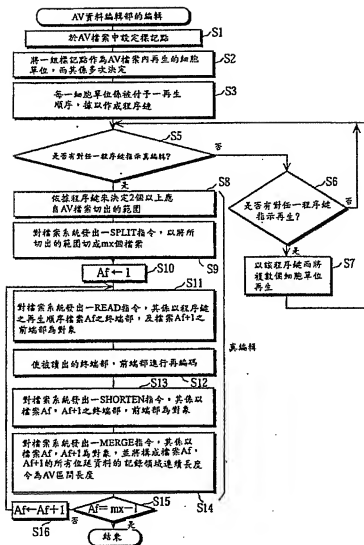 AV資料編輯部的編輯
於AV檔案中設定標記點
S1
將一組標記點作為AV檔案內再生的細胞
單位，而其係多次決定
S2
每一細胞單位係被付予一再生
順序，據以作成程序鏈
S3
S5
是否有對任一程序鏈指示真編輯?
否
是
S6
是否有對任一程序鏈
指示再生?
否
是
S7
以該程序鏈而將
複數個細胞單位
再生
S8
依據程序鏈來決定2個以上應
自AV檔案切出的範圍
對檔案系統發出一SPLIT指令，以將所
切出的範圍切成mx個檔案
S9
Af←1
S10
S11
對檔案系統發出一READ指令，其係以程序鏈
之再生順序檔案Af之終端部，及檔案Af+1之
前端部為對象
使被讀出的終端部，前端部進行再編碼
S12
S13
對檔案系統發出一SHORTEN指令，其係以
檔案Af，Af+1之終端部，前端部為對象
對檔案系統發出一MERGE指令，其係以
檔案Af，Af+1為對象，並將構成檔案Af，
Af+1的所有位延資料的記錄領域連續長度
令為AV區間長度
S14
真編輯
S15
Af=mx-1
否
是
Af←Af+1
S16
結束